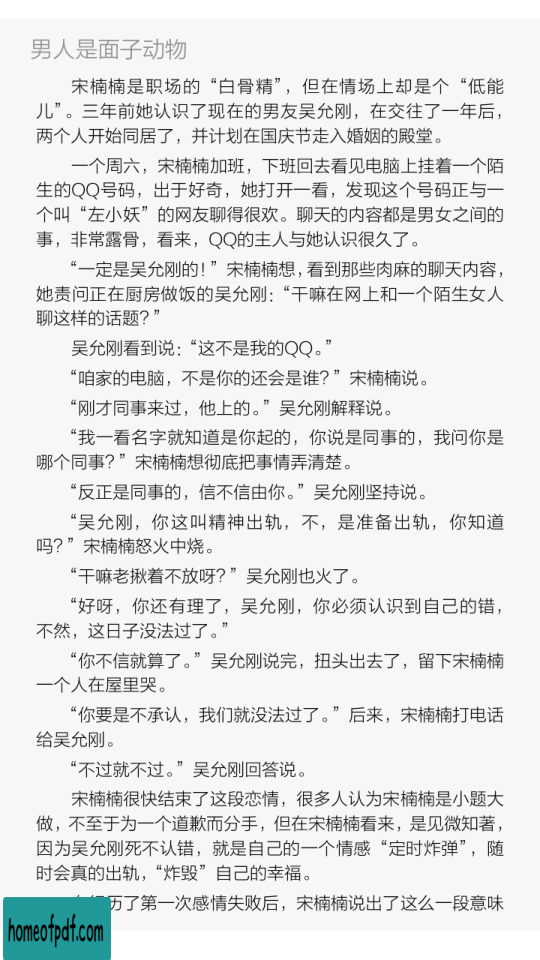 男人是面子动物
宋楠楠是职场的“白骨精”，但在情场上却是个“低能
儿”。三年前她认识了现在的男友吴允刚，在交往了一年后，
两个人开始同居了，并计划在国庆节走入婚姻的殿堂。
一个周六，宋楠楠加班，下班回去看见电脑上挂着一个陌
生的QQ号码，出于好奇，她打开一看，发现这个号码正与一
个叫“左小妖”的网友聊得很欢。聊天的内容都是男女之间的
事，非常露骨，看来，QQ的主人与她认识很久了。
“一定是吴允刚的！”宋楠楠想，看到那些肉麻的聊天内容，
她责问正在厨房做饭的吴允刚：“干嘛在网上和一个陌生女人
聊这样的话题？”
吴允刚看到说：“这不是我的QQ。”
“咱家的电脑，不是你的还会是谁？”宋楠楠说。
“刚才同事来过，他上的。”吴允刚解释说。
“我一看名字就知道是你起的，你说是同事的，我问你是
哪个同事？”宋楠楠想彻底把事情弄清楚。
“反正是同事的，信不信由你。”吴允刚坚持说。
“吴允刚，你这叫精神出轨，不，是准备出轨，你知道
吗？”宋楠楠怒火中烧。
“干嘛老揪着不放呀？”吴允刚也火了。
“好呀，你还有理了，吴允刚，你必须认识到自己的错，
不然，这日子没法过了。”
“你不信就算了。”吴允刚说完，扭头出去了，留下宋楠楠
一个人在屋里哭。
“你要是不承认，我们就没法过了。”后来，宋楠楠打电话
给吴允刚。
“不过就不过。”吴允刚回答说。
宋楠楠很快结束了这段恋情，很多人认为宋楠楠是小题大
做，不至于为一个道歉而分手，但在宋楠楠看来，是见微知著，
因为吴允刚死不认错，就是自己的一个情感“定时炸弹”，随
时会真的出轨，“炸毁”自己的幸福。
历了第一次感情失败后，宋楠楠说出了这么一段意味
homeofpdf.com